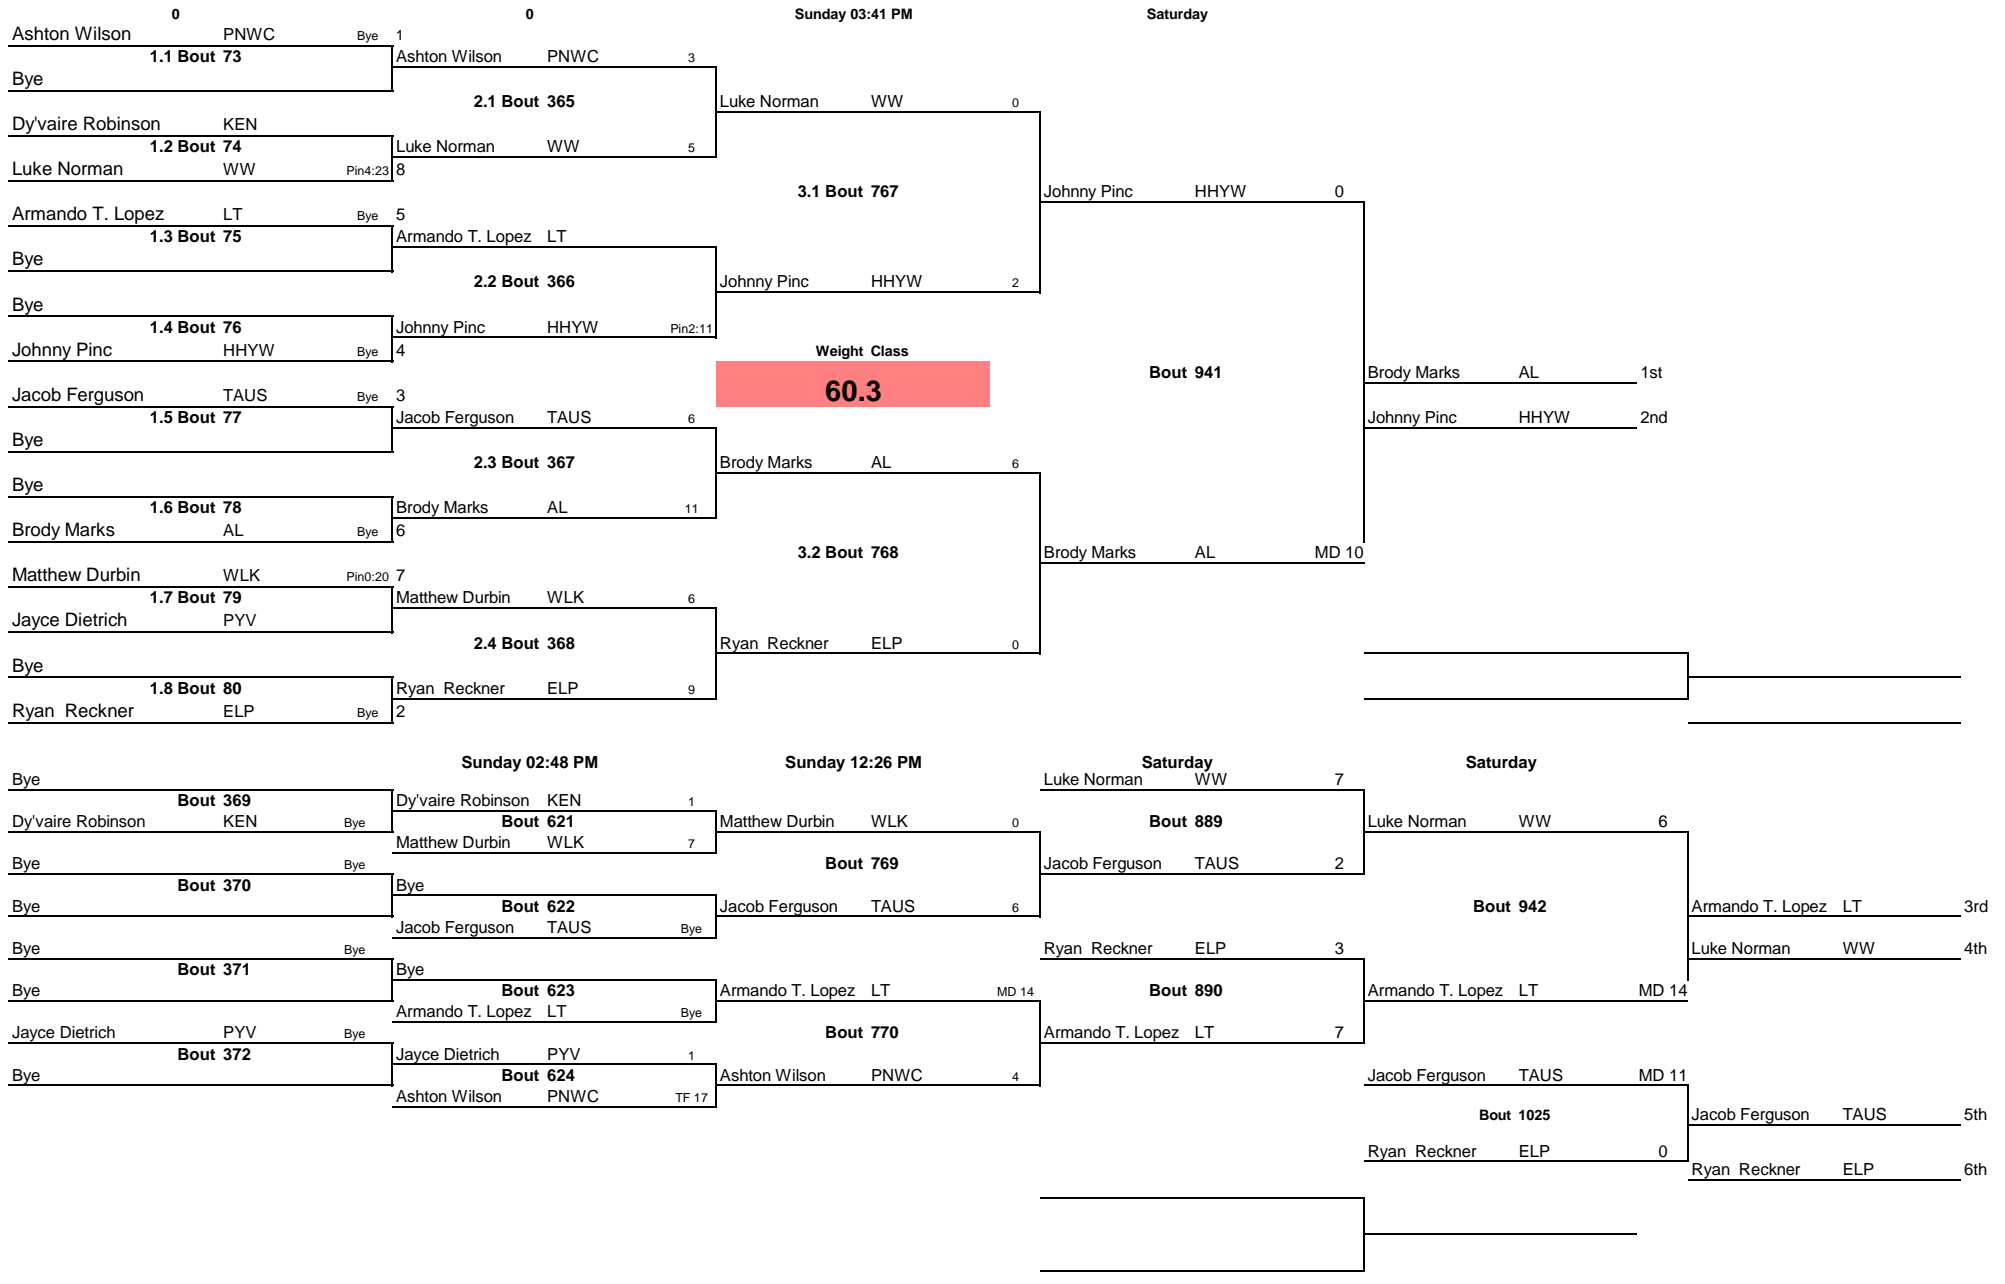 0 0 Sunday 03:41 PM Saturday
Ashton Wilson PNWC Bye 1
1.1 Bout 73 Ashton Wilson PNWC 3
Bye
2.1 Bout 365 Luke Norman WW 0
Dy'vaire Robinson KEN
1.2 Bout 74 Luke Norman WW 5
Luke Norman WW Pin4:23 8
3.1 Bout 767 Johnny Pinc HHYW 0
Armando T. Lopez LT Bye 5
1.3 Bout 75 Armando T. Lopez LT
Bye
2.2 Bout 366 Johnny Pinc HHYW 2
Bye
1.4 Bout 76 Johnny Pinc HHYW Pin2:11
Johnny Pinc HHYW Bye 4 Weight Class
Bout 941 Brody Marks AL 1st
Jacob Ferguson TAUS Bye 3 60.3
1.5 Bout 77 Jacob Ferguson TAUS 6 Johnny Pinc HHYW 2nd
Bye
2.3 Bout 367 Brody Marks AL 6
Bye
1.6 Bout 78 Brody Marks AL 11
Brody Marks AL Bye 6
3.2 Bout 768 Brody Marks AL MD 10
Matthew Durbin WLK Pin0:20 7
1.7 Bout 79 Matthew Durbin WLK 6
Jayce Dietrich PYV
2.4 Bout 368 Ryan Reckner ELP 0
Bye
1.8 Bout 80 Ryan Reckner ELP 9
Ryan Reckner ELP Bye 2
Sunday 02:48 PM Sunday 12:26 PM Saturday Saturday
Bye Luke Norman WW 7
Bout 369 Dy'vaire Robinson KEN 1
Dy'vaire Robinson KEN Bye Bout 621 Matthew Durbin WLK 0 Bout 889 Luke Norman WW 6
Matthew Durbin WLK 7
Bye Bye Bout 769 Jacob Ferguson TAUS 2
Bout 370 Bye
Bye Bout 622 Jacob Ferguson TAUS 6 Bout 942 Armando T. Lopez LT 3rd
Jacob Ferguson TAUS Bye
Bye Bye Ryan Reckner ELP 3 Luke Norman WW 4th
Bout 371 Bye
Bye Bout 623 Armando T. Lopez LT MD 14 Bout 890 Armando T. Lopez LT MD 14
Armando T. Lopez LT Bye
Jayce Dietrich PYV Bye Bout 770 Armando T. Lopez LT 7
Bout 372 Jayce Dietrich PYV 1
Bye Bout 624 Ashton Wilson PNWC 4 Jacob Ferguson TAUS MD 11
Ashton Wilson PNWC TF 17
Bout 1025 Jacob Ferguson TAUS 5th
Ryan Reckner ELP 0
Ryan Reckner ELP 6th